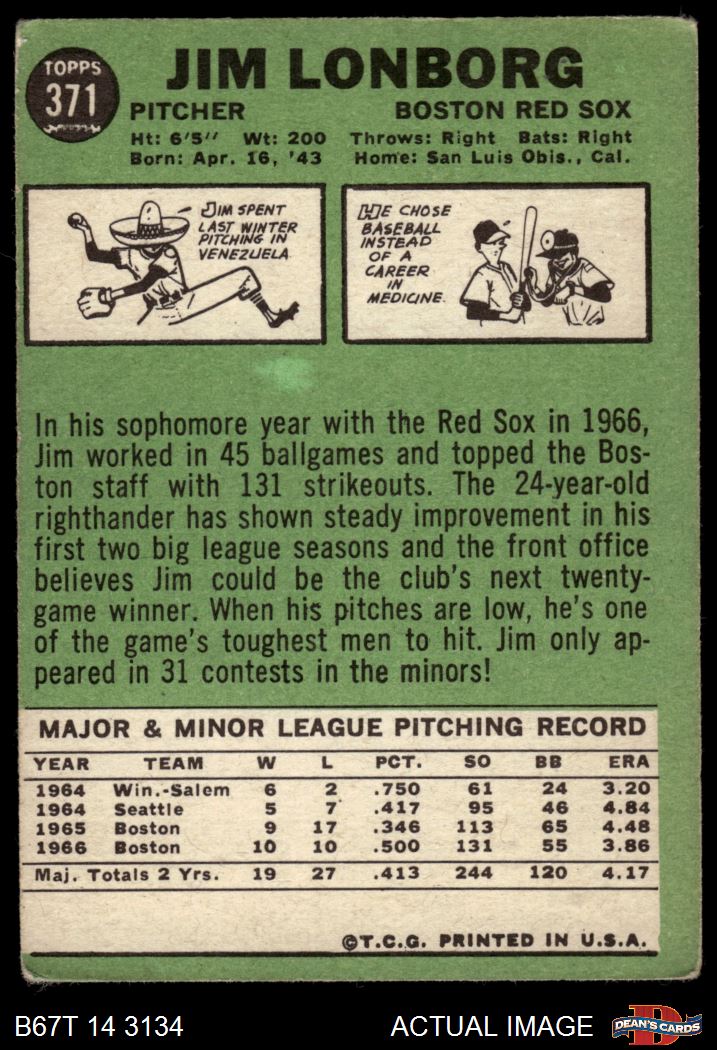 TOPPS
371
JIM LONBORG
PITCHER BOSTON RED SOX
Ht: 6'5" Wt: 200 Throws: Right Bats: Right
Born: Apr. 16, '43 Home: San Luis Obis., Cal.
JIM SPENT
LAST WINTER
PITCHING IN
VENEZUELA
HE CHOSE
BASEBALL
INSTEAD
OF A
CAREER
IN
MEDICINE.
In his sophomore year with the Red Sox in 1966,
Jim worked in 45 ballgames and topped the Bos-
ton staff with 131 strikeouts. The 24-year-old
righthander has shown steady improvement in his
first two big league seasons and the front office
believes Jim could be the club's next twenty-
game winner. When his pitches are low, he's one
of the game's toughest men to hit. Jim only ap-
peared in 31 contests in the minors!
MAJOR & MINOR LEAGUE PITCHING RECORD
YEAR TEAM W L PCT. SO BB ERA
1964 Win.-Salem 6 2 .750 61 24 3.20
1964 Seattle 5 7 .417 95 46 4.84
1965 Boston 9 17 .346 113 65 4.48
1966 Boston 10 10 .500 131 55 3.86
Maj. Totals 2 Yrs. 19 27 .413 244 120 4.17
©T.C.G. PRINTED IN U.S.A.
B67T 14 3134 ACTUAL IMAGE
D
DEAN'S CARDS